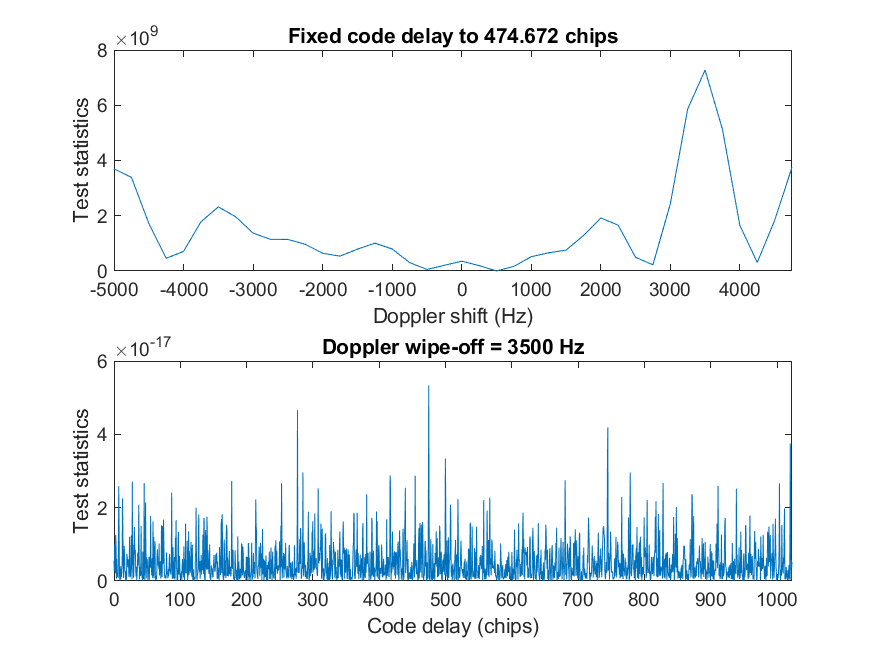 ×10^9
Fixed code delay to 474.672 chips
8
6
4
2
0
Test statistics
-5000 -4000 -3000 -2000 -1000 0 1000 2000 3000 4000
Doppler shift (Hz)
×10^-17
Doppler wipe-off = 3500 Hz
6
4
2
0
Test statistics
0 100 200 300 400 500 600 700 800 900 1000
Code delay (chips)